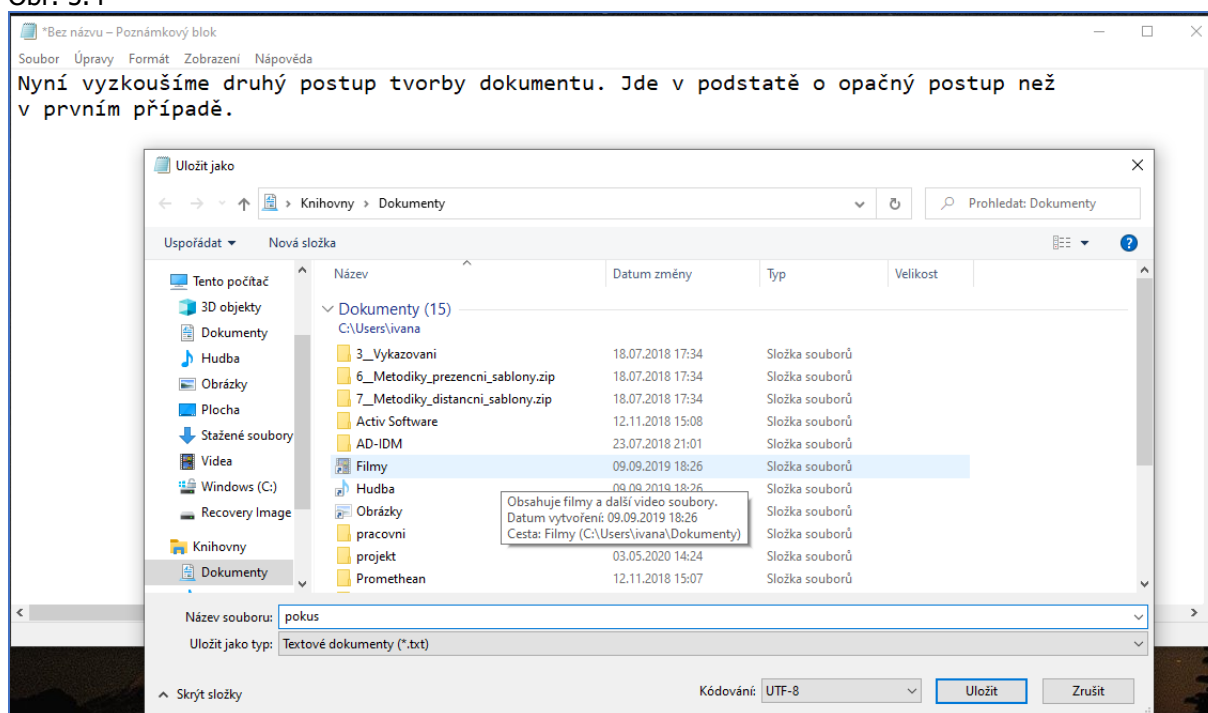 *Bez názvu – Poznámkový blok
Soubor Úpravy Formát Zobrazení Nápověda
Nyní vyzkoušíme druhý postup tvorby dokumentu. Jde v podstatě o opačný postup než
v prvním případě.
Uložit jako
Knihovny › Dokumenty
Prohledat: Dokumenty
Uspořádat
Nová složka
Tento počítač
3D objekty
Dokumenty
Hudba
Obrázky
Plocha
Stažené soubory
Videa
Windows (C:)
Recovery Image
Knihovny
Dokumenty
Název Datum změny Typ Velikost
Dokumenty (15)
C:\Users\ivana
3__Vykazovani 18.07.2018 17:34 Složka souborů
6__Metodiky_prezencni_sablony.zip 18.07.2018 17:34 Složka souborů
7__Metodiky_distancni_sablony.zip 18.07.2018 17:34 Složka souborů
Activ Software 12.11.2018 15:08 Složka souborů
AD-IDM 23.07.2018 21:01 Složka souborů
Filmy 09.09.2019 18:26 Složka souborů
Hudba 09.09.2019 18:26 Složka souborů
Obrázky Složka souborů
pracovni Složka souborů
projekt 03.05.2020 14:24 Složka souborů
Promethean 12.11.2018 15:07 Složka souborů
Obsahuje filmy a další video soubory.
Datum vytvoření: 09.09.2019 18:26
Cesta: Filmy (C:\Users\ivana\Dokumenty)
Název souboru: pokus
Uložit jako typ: Textové dokumenty (*.txt)
Skrýt složky
Kódování: UTF-8
Uložit
Zrušit